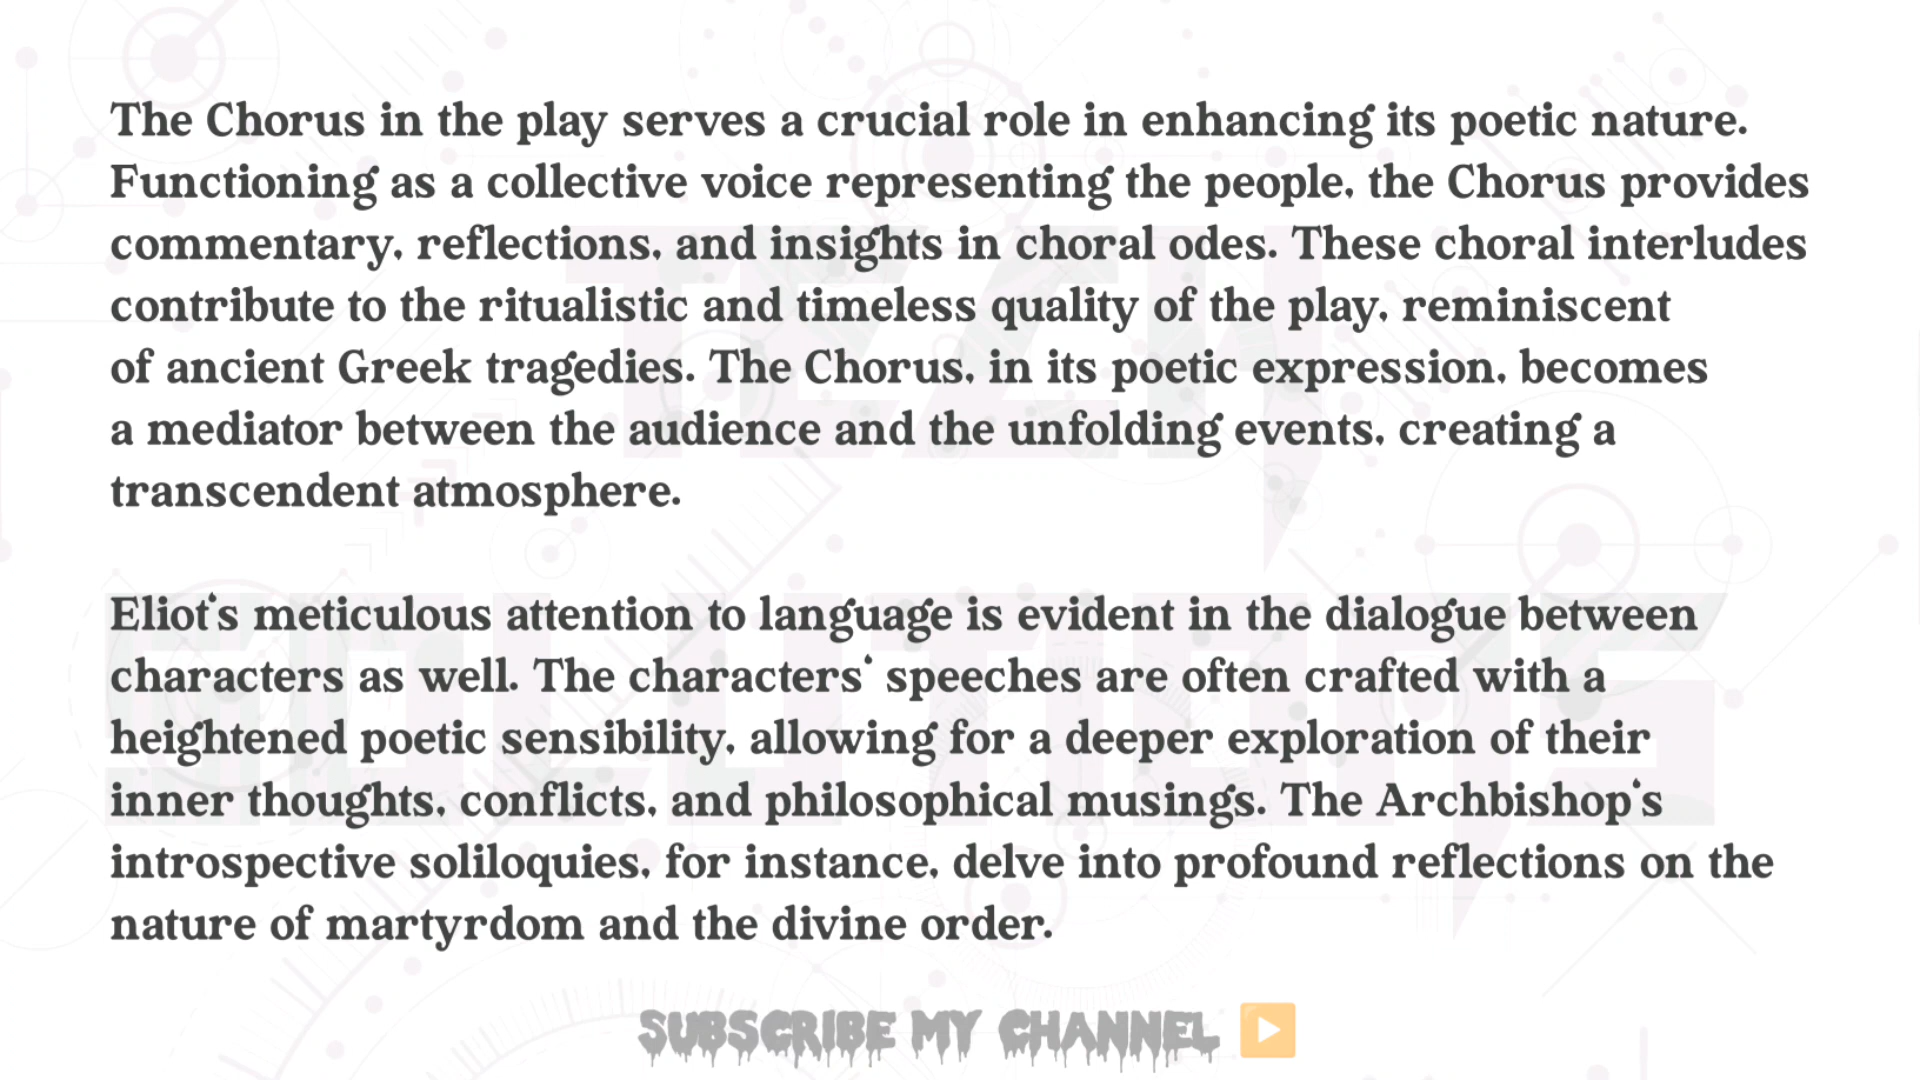 The Chorus in the play serves a crucial role in enhancing its poetic nature.
Functioning as a collective voice representing the people, the Chorus provides
commentary, reflections, and insights in choral odes. These choral interludes
contribute to the ritualistic and timeless quality of the play, reminiscent
of ancient Greek tragedies. The Chorus, in its poetic expression, becomes
a mediator between the audience and the unfolding events, creating a
transcendent atmosphere.
Eliot's meticulous attention to language is evident in the dialogue between
characters as well. The characters' speeches are often crafted with a
heightened poetic sensibility, allowing for a deeper exploration of their
inner thoughts, conflicts, and philosophical musings. The Archbishop's
introspective soliloquies, for instance, delve into profound reflections on the
nature of martyrdom and the divine order.
SUBSCRIBE MY CHANNEL